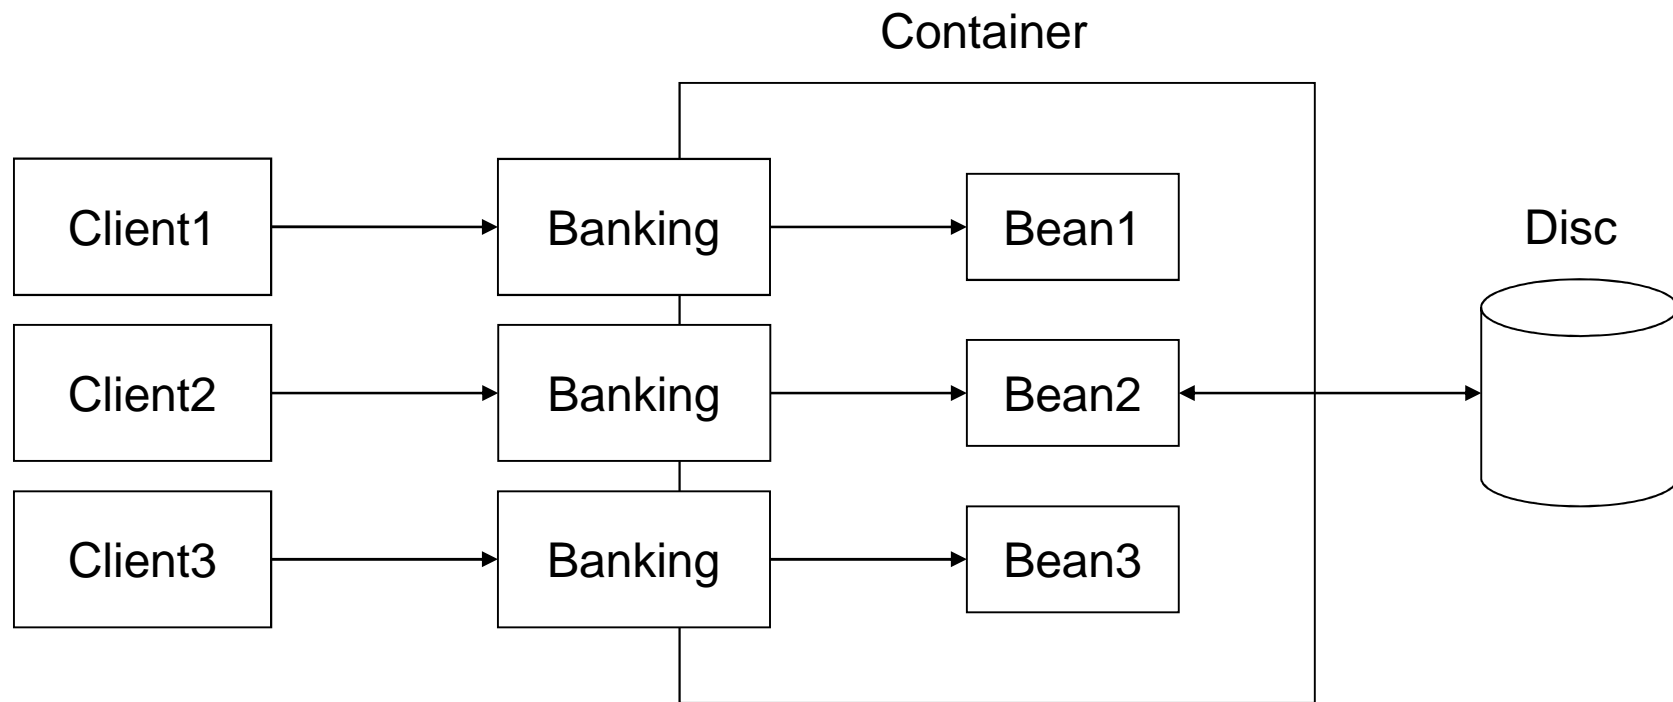 Container
Client1
Banking
Bean1
Disc
Client2
Banking
Bean2
Client3
Banking
Bean3